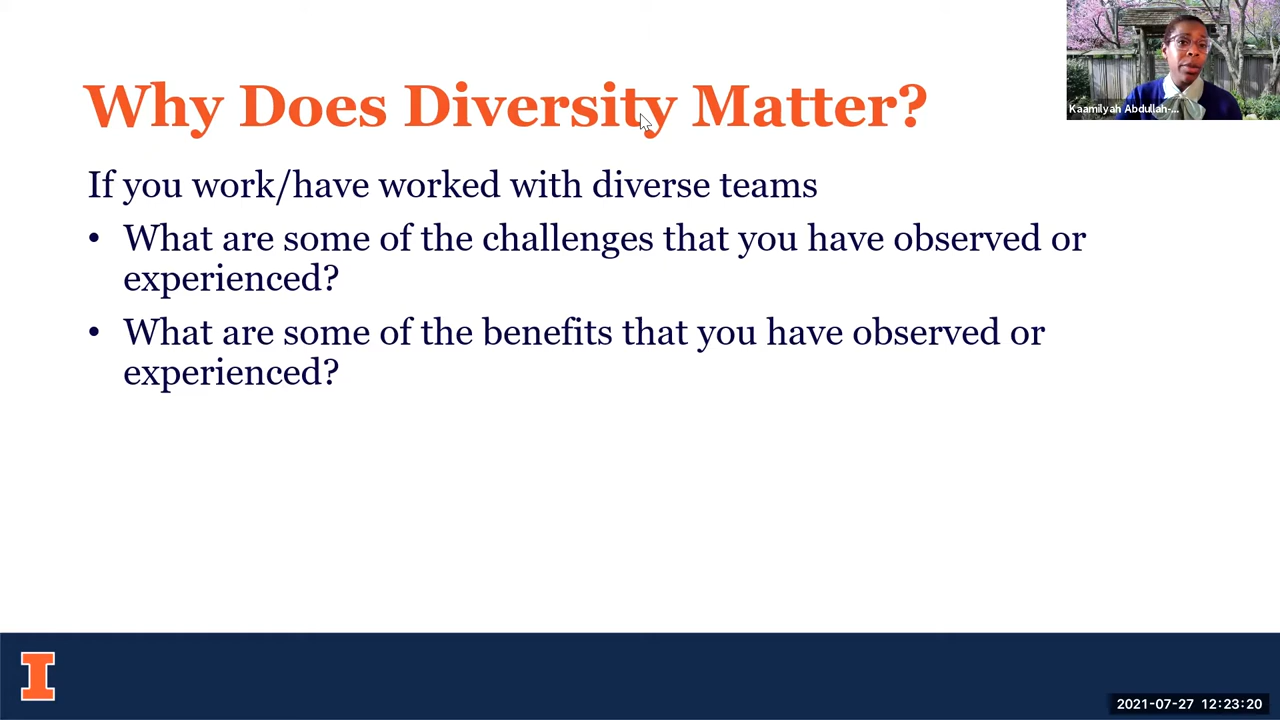 Why Does Diversity Matter?
Kaamilyah Abdullah-...
If you work/have worked with diverse teams
• What are some of the challenges that you have observed or
experienced?
• What are some of the benefits that you have observed or
experienced?
I
2021-07-27 12:23:20